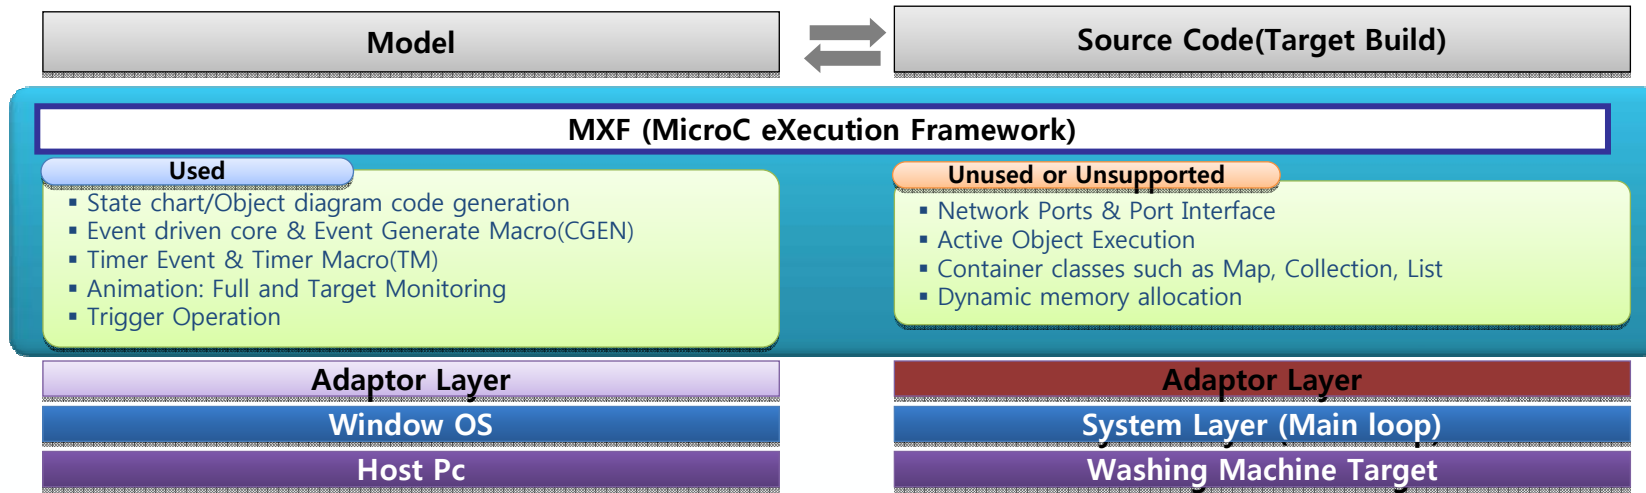 Model
Source Code(Target Build)
MXF (MicroC eXecution Framework)
Used
▪ State chart/Object diagram code generation
▪ Event driven core & Event Generate Macro(CGEN)
▪ Timer Event & Timer Macro(TM)
▪ Animation: Full and Target Monitoring
▪ Trigger Operation
Unused or Unsupported
▪ Network Ports & Port Interface
▪ Active Object Execution
▪ Container classes such as Map, Collection, List
▪ Dynamic memory allocation
Adaptor Layer
Window OS
Host Pc
Adaptor Layer
System Layer (Main loop)
Washing Machine Target